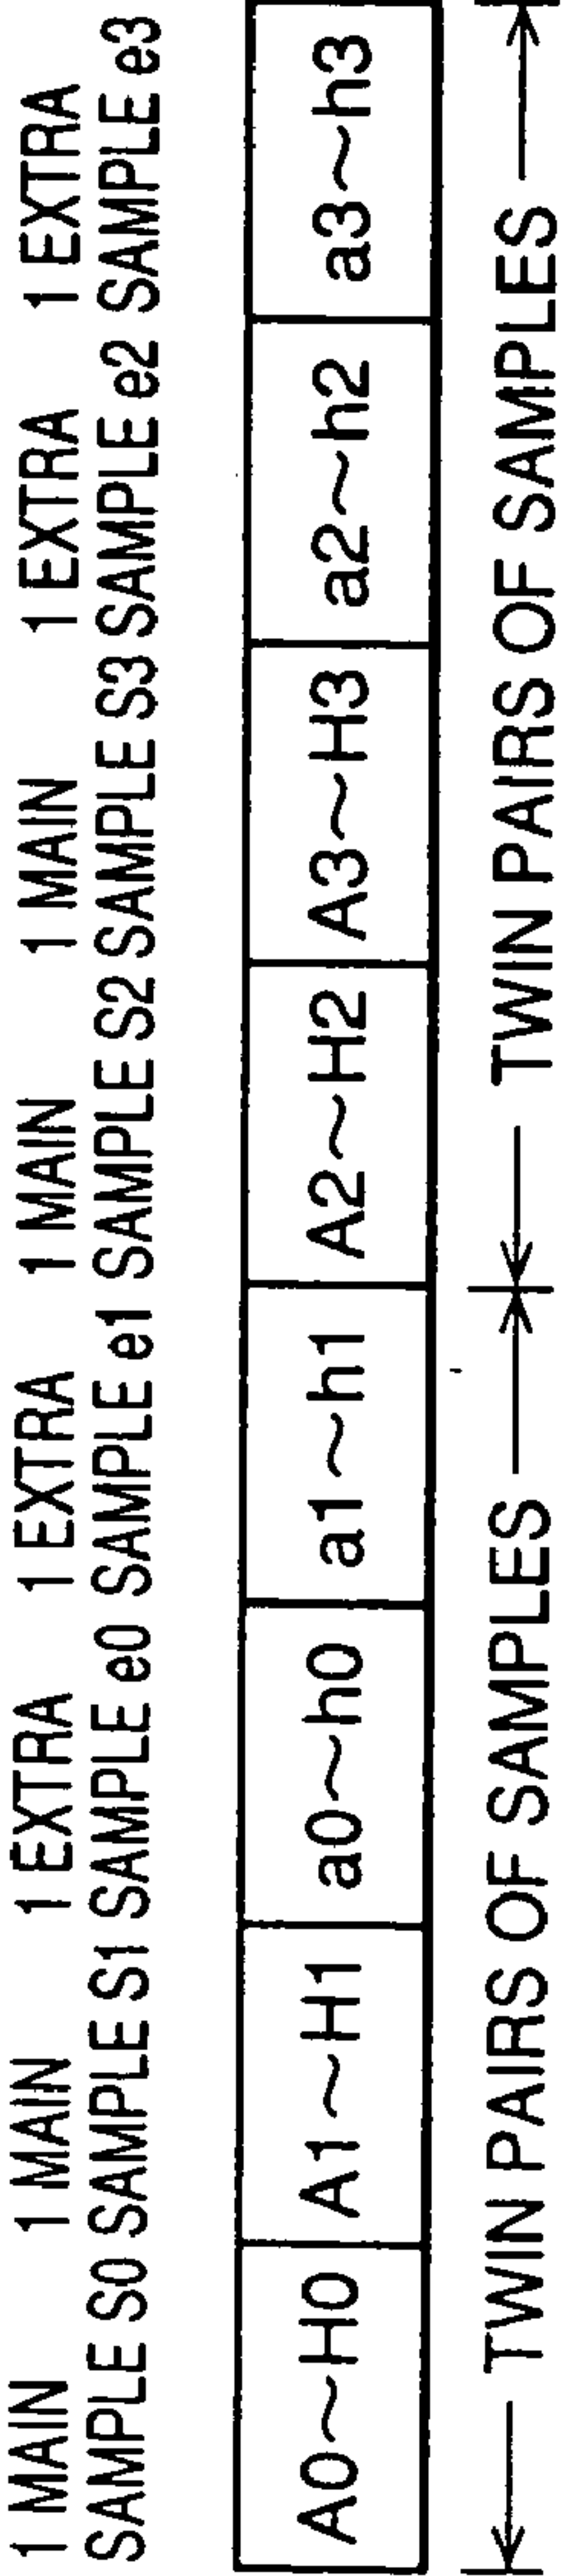 1 MAIN 1 MAIN 1 EXTRA 1 EXTRA 1 MAIN 1 MAIN 1 EXTRA 1 EXTRA
SAMPLE S0 SAMPLE S1 SAMPLE e0 SAMPLE e1 SAMPLE S2 SAMPLE S3 SAMPLE e2 SAMPLE e3
A0~H0 A1~H1 a0~h0 a1~h1 A2~H2 A3~H3 a2~h2 a3~h3
TWIN PAIRS OF SAMPLES TWIN PAIRS OF SAMPLES